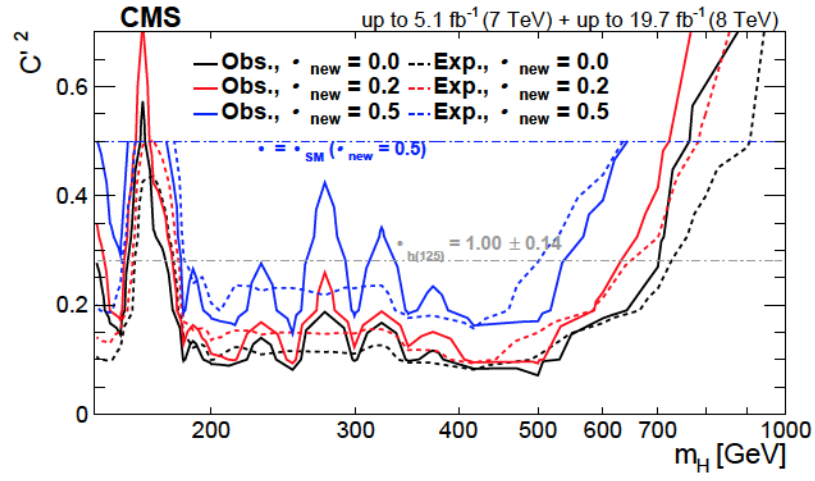 CMS up to 5.1 fb⁻¹ (7 TeV) + up to 19.7 fb⁻¹ (8 TeV)
C' ²
Obs., • new = 0.0 Exp., • new = 0.0
Obs., • new = 0.2 Exp., • new = 0.2
Obs., • new = 0.5 Exp., • new = 0.5
• = • SM (• new = 0.5)
• h(125) = 1.00 ± 0.14
0.6
0.4
0.2
0
200 300 400 500 600 700 1000
m H [GeV]